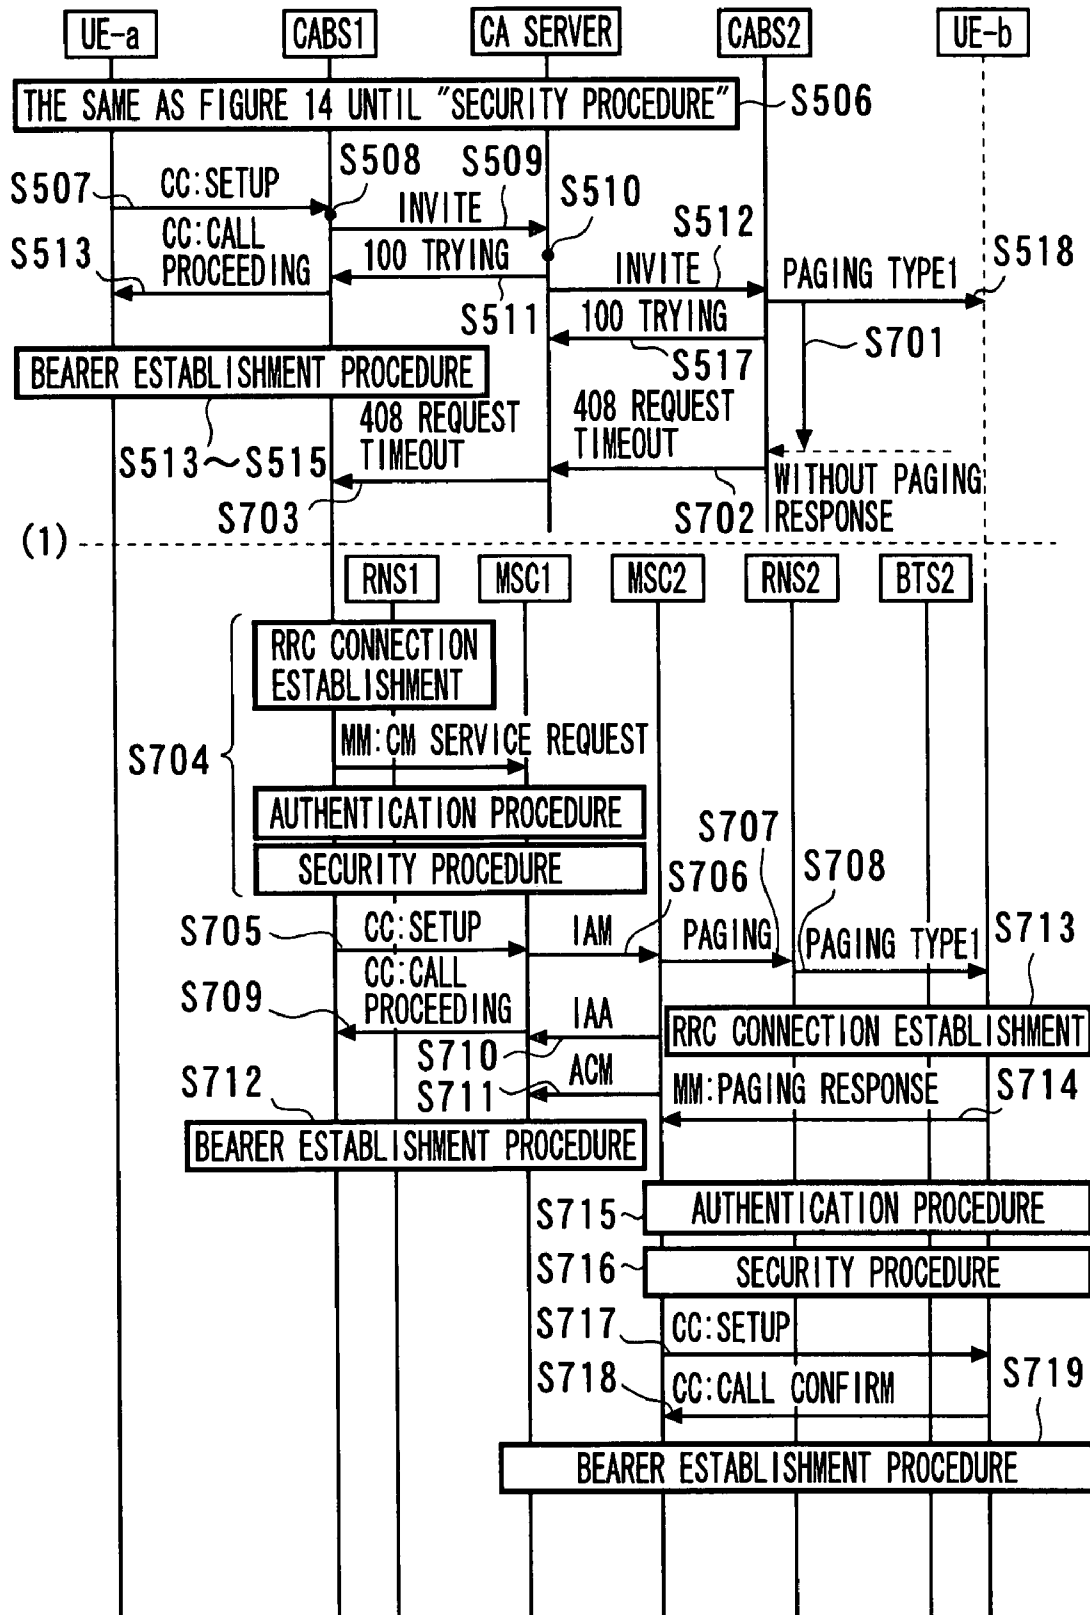 UE-a CABS1 CA SERVER CABS2 UE-b
THE SAME AS FIGURE 14 UNTIL "SECURITY PROCEDURE"
S506
S507
CC:SETUP
S508
S509
INVITE
S510
S512
S513
CC:CALL
PROCEEDING
100 TRYING
S511
INVITE
PAGING TYPE1
S518
100 TRYING
S517
S701
BEARER ESTABLISHMENT PROCEDURE
S513~S515
408 REQUEST
TIMEOUT
S703
408 REQUEST
TIMEOUT
S702
WITHOUT PAGING
RESPONSE
(1)
RNS1 MSC1 MSC2 RNS2 BTS2
RRC CONNECTION
ESTABLISHMENT
S704
MM:CM SERVICE REQUEST
AUTHENTICATION PROCEDURE
SECURITY PROCEDURE
S705
CC:SETUP
IAM
S706
PAGING
S707
S708
PAGING TYPE1
S713
S709
CC:CALL
PROCEEDING
IAA
S710
RRC CONNECTION ESTABLISHMENT
ACM
S711
MM:PAGING RESPONSE
S714
S712
BEARER ESTABLISHMENT PROCEDURE
S715
AUTHENTICATION PROCEDURE
S716
SECURITY PROCEDURE
S717
CC:SETUP
S718
CC:CALL CONFIRM
S719
BEARER ESTABLISHMENT PROCEDURE